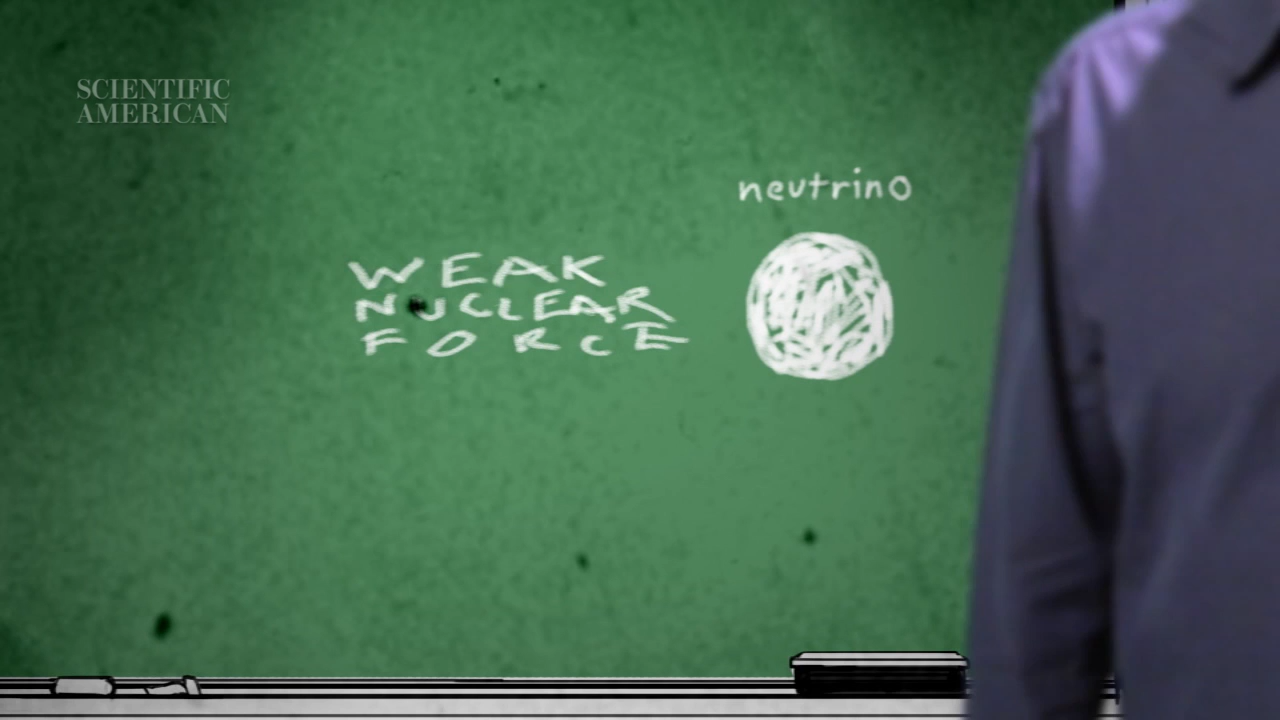 SCIENTIFIC
AMERICAN
neutrino
WEAK
NUCLEAR
FORCE